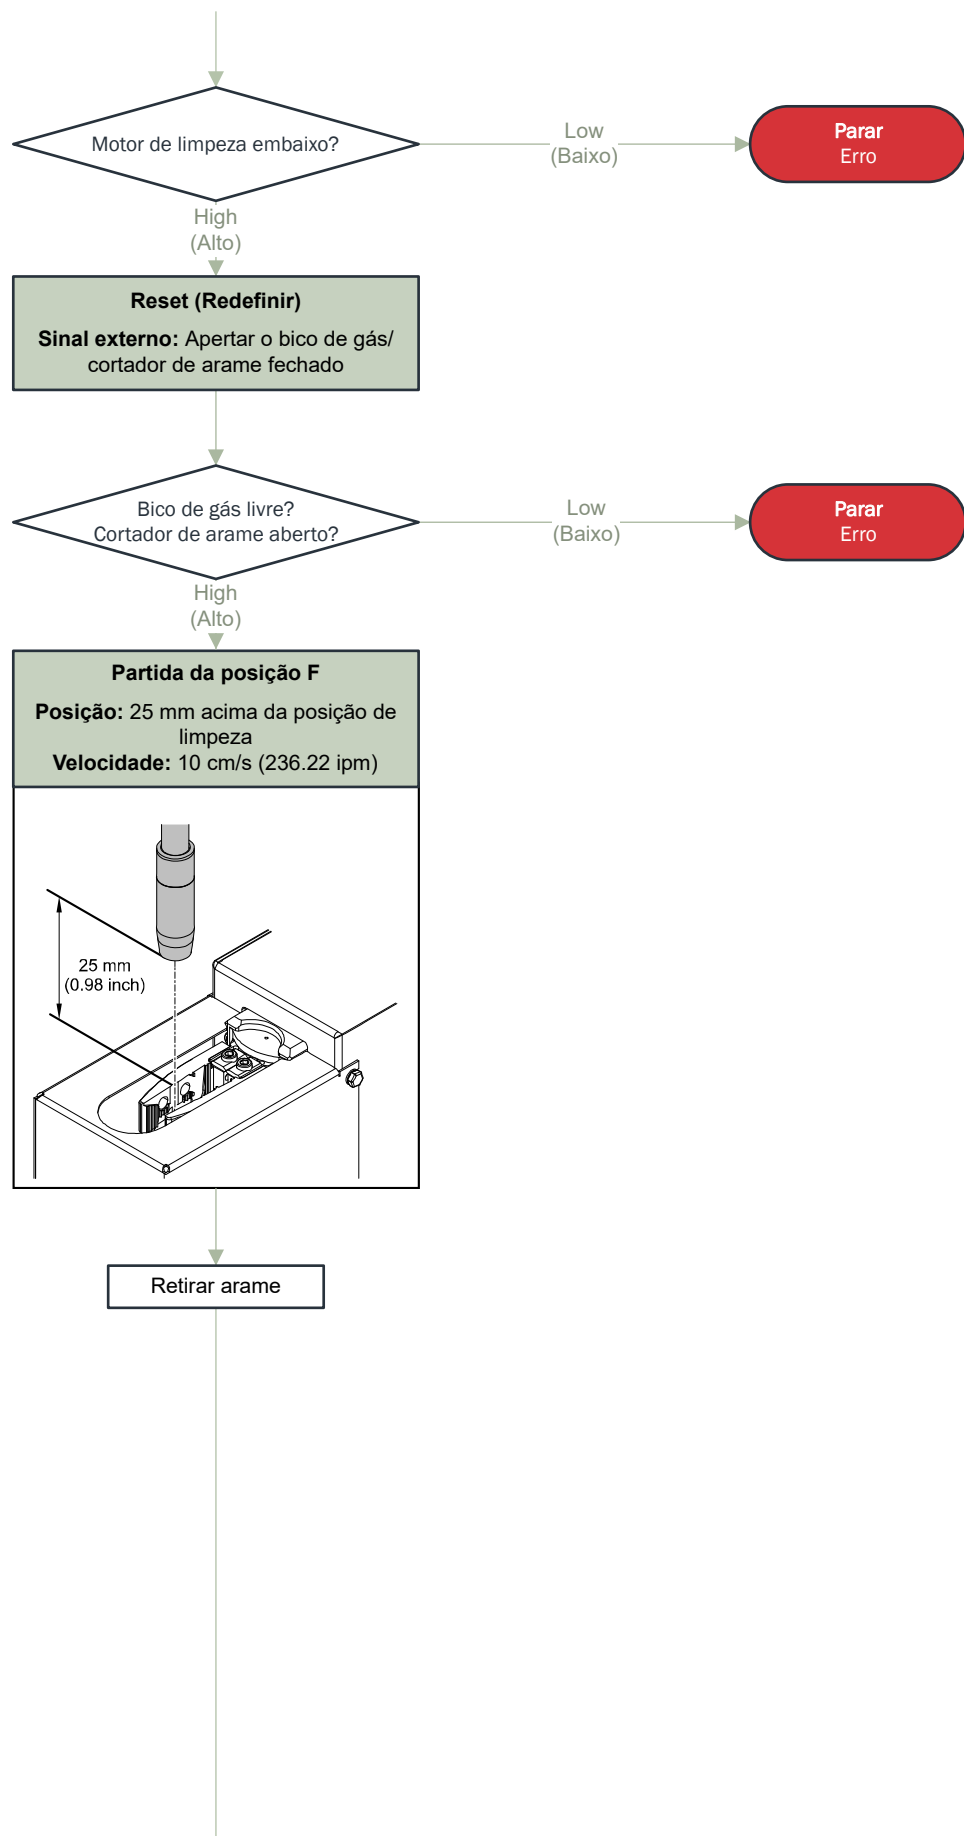 Motor de limpeza embaixo?
Low
(Baixo)
Parar
Erro
High
(Alto)
Reset (Redefinir)
Sinal externo: Apertar o bico de gás/
cortador de arame fechado
Bico de gás livre?
Cortador de arame aberto?
Low
(Baixo)
Parar
Erro
High
(Alto)
Partida da posição F
Posição: 25 mm acima da posição de
limpeza
Velocidade: 10 cm/s (236.22 ipm)
25 mm
(0.98 inch)
Retirar arame